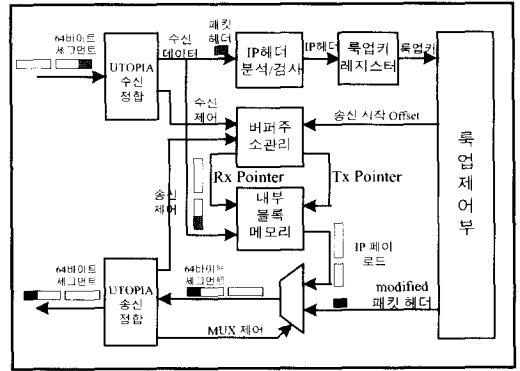 64바이트
세그먼트
UTOPIA
수신
정합
수신
데이터
패킷
헤더
IP헤더
분석/검사
IP헤더
룩업키
레지스터
룩업키
수신
제어
버퍼주
소관리
송신 시작 Offset
룩업제어부
송신
제어
Rx Pointer
Tx Pointer
내부
블록
메모리
IP 페이
로드
64바이트
세그먼트
UTOPIA
송신
정합
64바이트
세그먼트
modified
패킷 헤더
MUX 제어